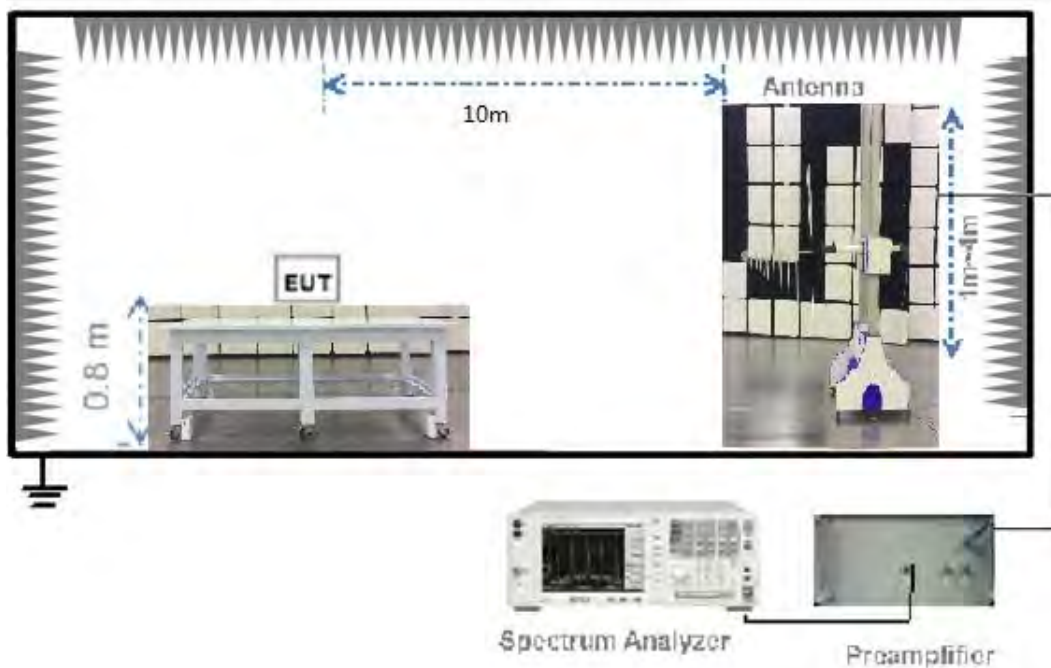 Antenna
10m
EUT
0.8 m
1m~4m
Spectrum Analyzer
Preamplifier